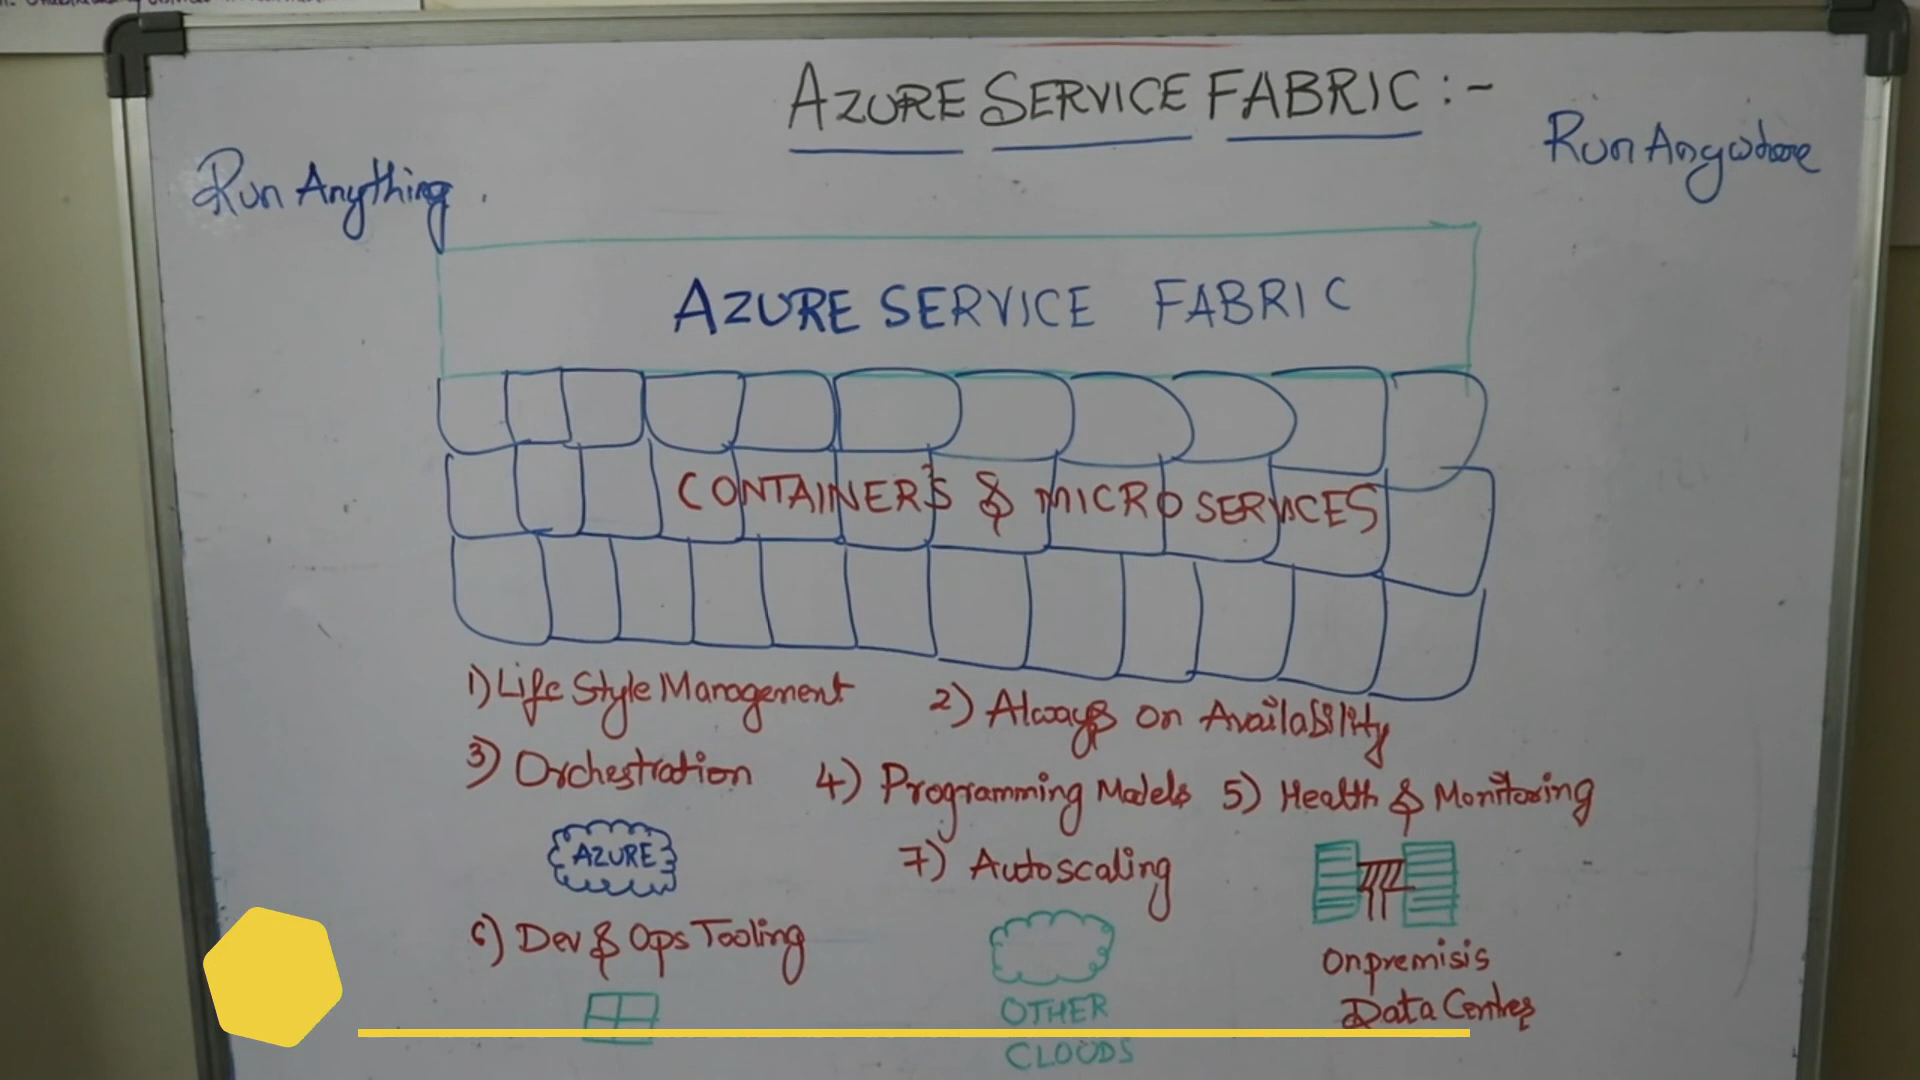 AZURE SERVICE FABRIC :-
Run Anything.
Run Anywhere
AZURE SERVICE FABRIC
CONTAINERS & MICROSERVICES
1) Life Style Management
2) Always on Availability
3) Orchestration
4) Programming Models
5) Health & Monitoring
AZURE
7) Autoscaling
6) Dev & Ops Tooling
Onpremisis
Data Centres
OTHER
CLOUDS